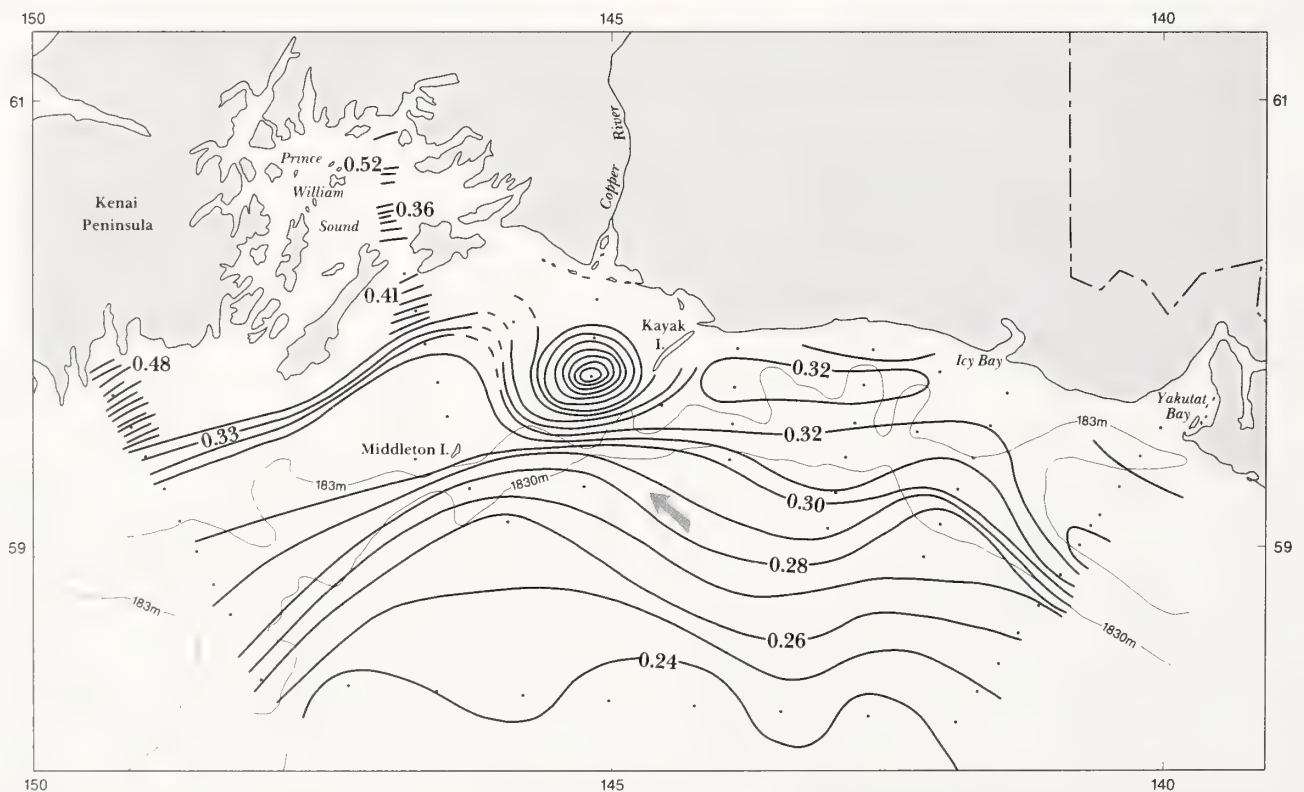 150
145
140
61
61
Prince
0.52
William
0.36
Sound
Kenai
Peninsula
Copper River
0.41
Kayak
I.
0.48
0.32
Icy Bay
Yakutat
Bay
0.33
0.32
183m
Middleton I.
183m
1830m
0.30
59
59
0.28
183m
0.26
1830m
0.24
150
145
140